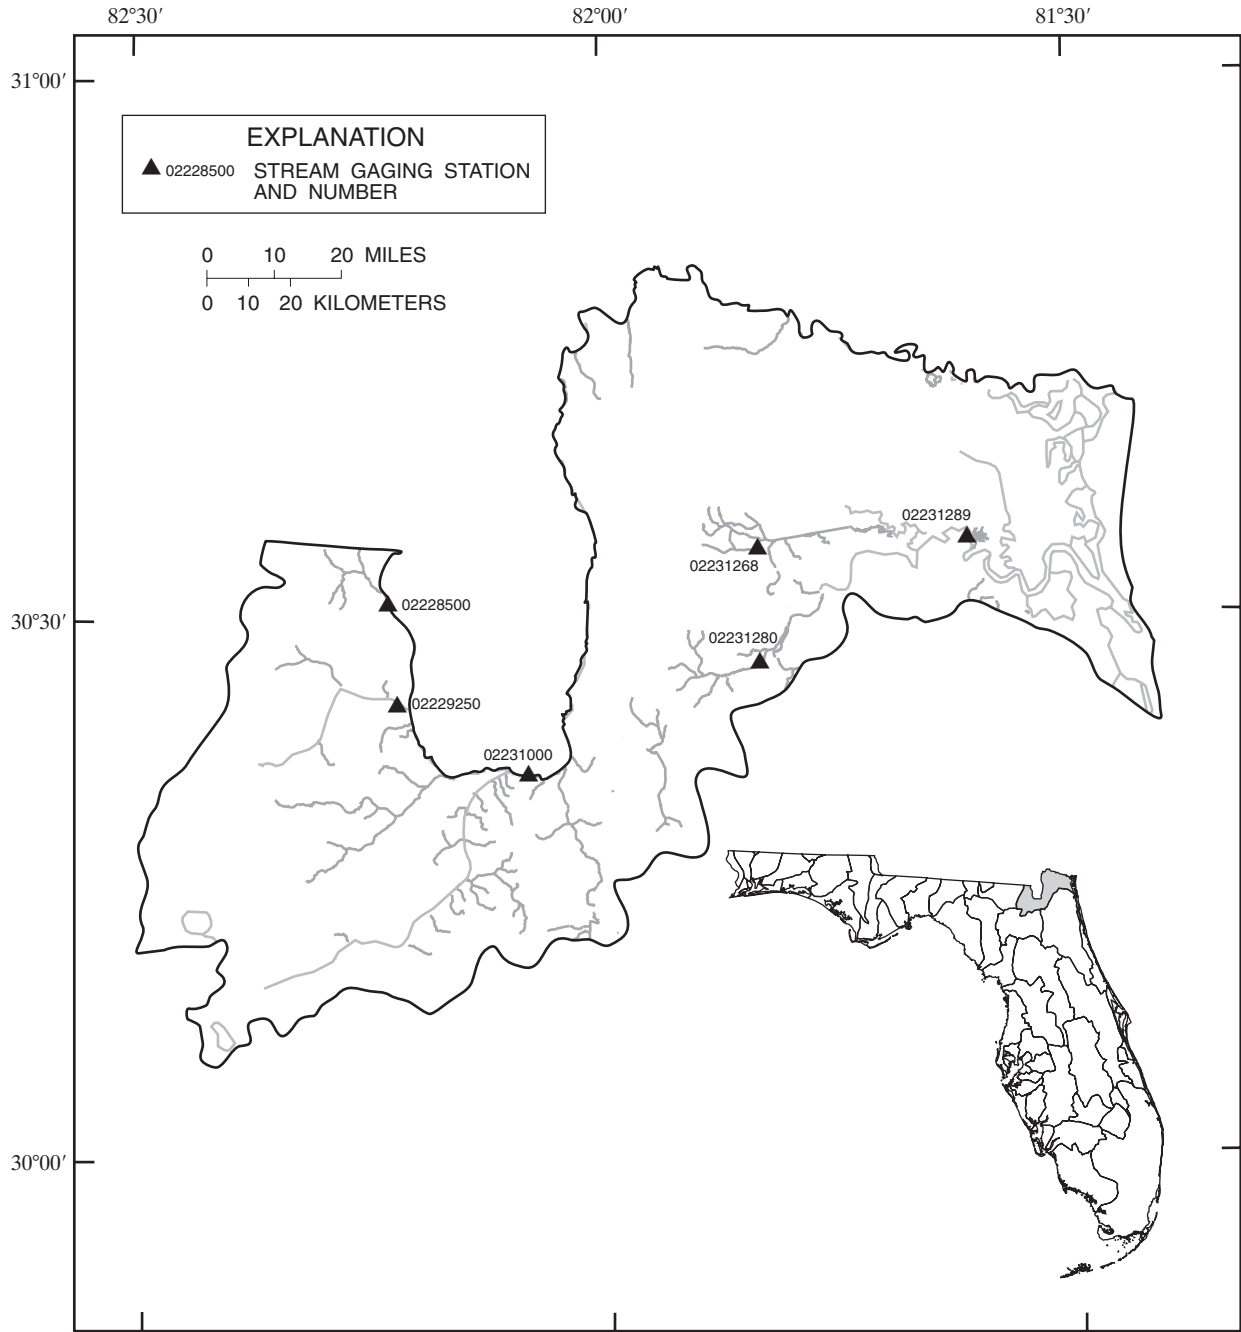 82°30′ 82°00′ 81°30′
31°00′
EXPLANATION
02228500 STREAM GAGING STATION
AND NUMBER
0 10 20 MILES
0 10 20 KILOMETERS
02231289
02231268
02228500
30°30′
02231280
02229250
02231000
30°00′